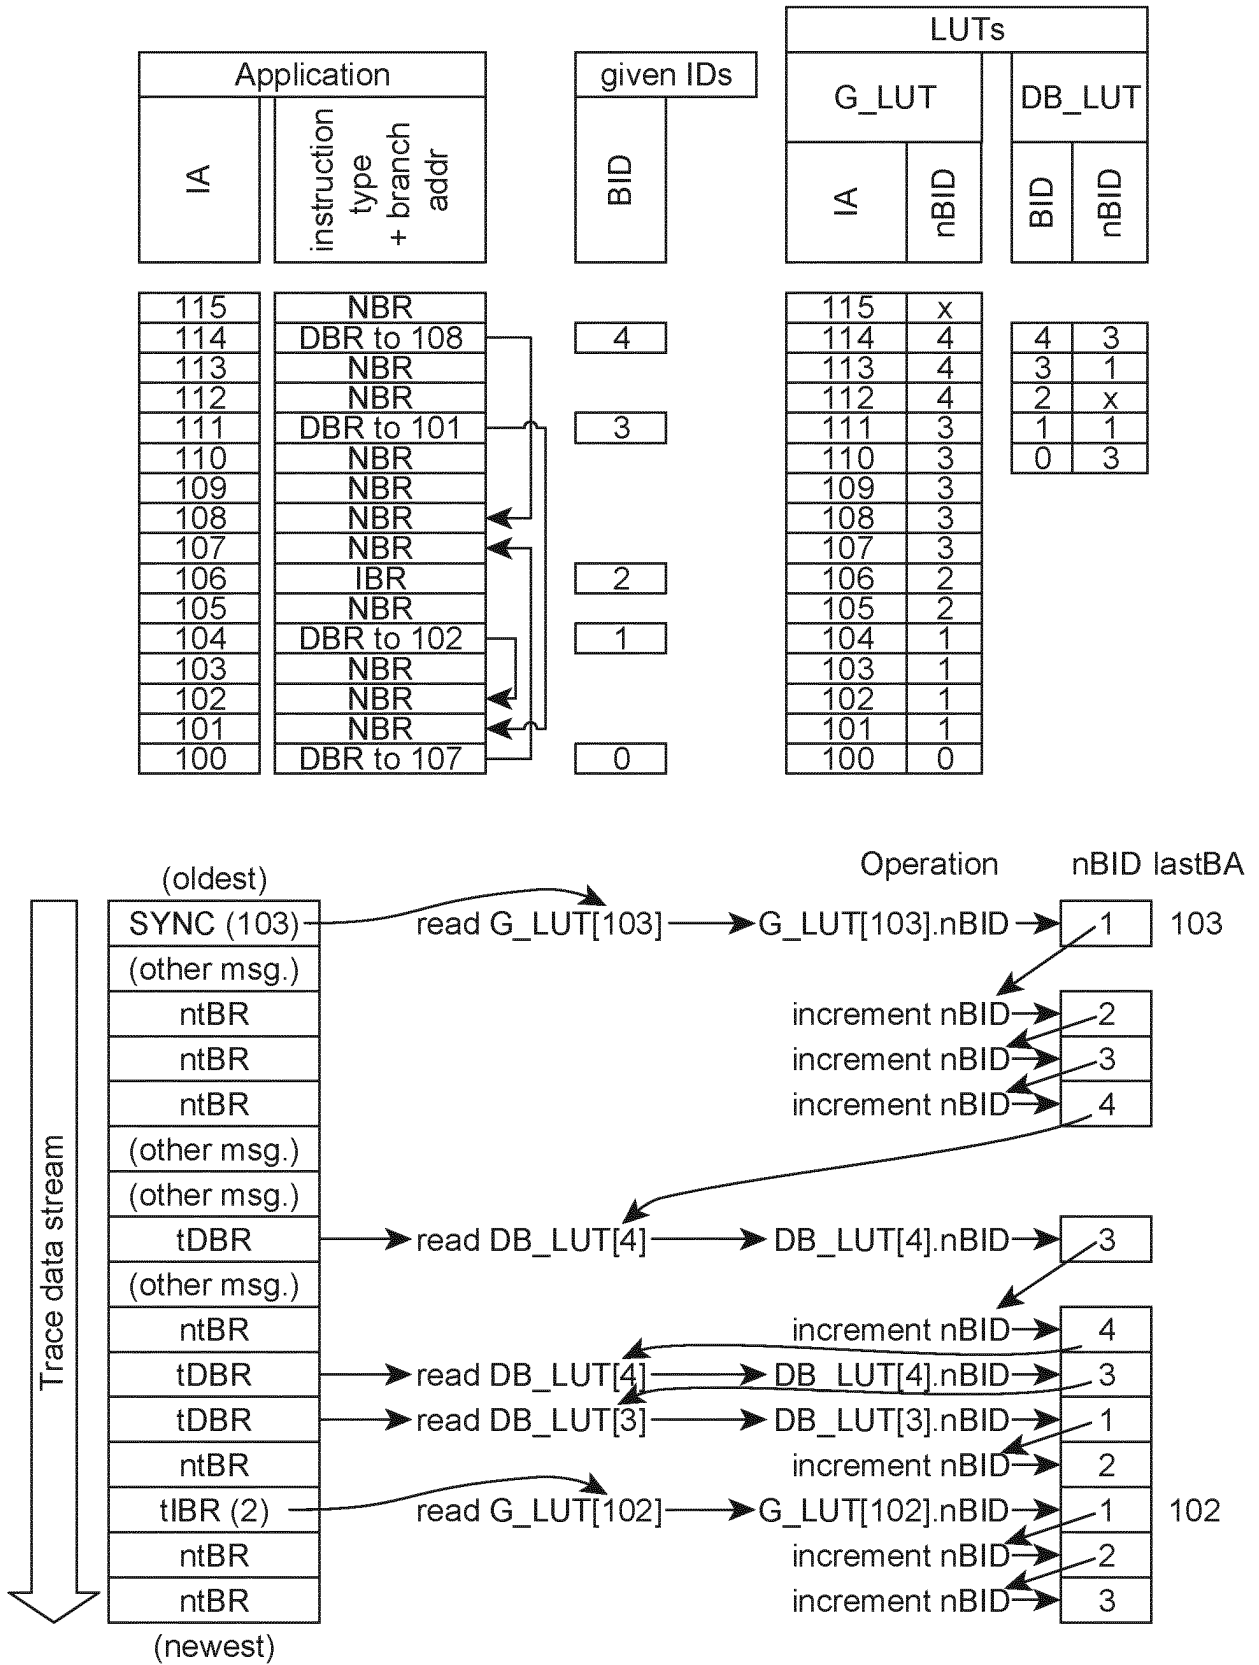 LUTs
Application given IDs G_LUT DB_LUT
IA instruction type + branch addr BID IA nBID BID nBID
115 NBR 115 x
114 DBR to 108 4 114 4 4 3
113 NBR 113 4 3 1
112 NBR 112 4 2 x
111 DBR to 101 3 111 3 1 1
110 NBR 110 3 0 3
109 NBR 109 3
108 NBR 108 3
107 NBR 107 3
106 IBR 2 106 2
105 NBR 105 2
104 DBR to 102 1 104 1
103 NBR 103 1
102 NBR 102 1
101 NBR 101 1
100 DBR to 107 0 100 0
Trace data stream
(oldest) Operation nBID lastBA
SYNC (103) read G_LUT[103] G_LUT[103].nBID 1 103
(other msg.)
ntBR increment nBID 2
ntBR increment nBID 3
ntBR increment nBID 4
(other msg.)
(other msg.)
tDBR read DB_LUT[4] DB_LUT[4].nBID 3
(other msg.)
ntBR increment nBID 4
tDBR read DB_LUT[4] DB_LUT[4].nBID 3
tDBR read DB_LUT[3] DB_LUT[3].nBID 1
ntBR increment nBID 2
tIBR (2) read G_LUT[102] G_LUT[102].nBID 1 102
ntBR increment nBID 2
ntBR increment nBID 3
(newest)